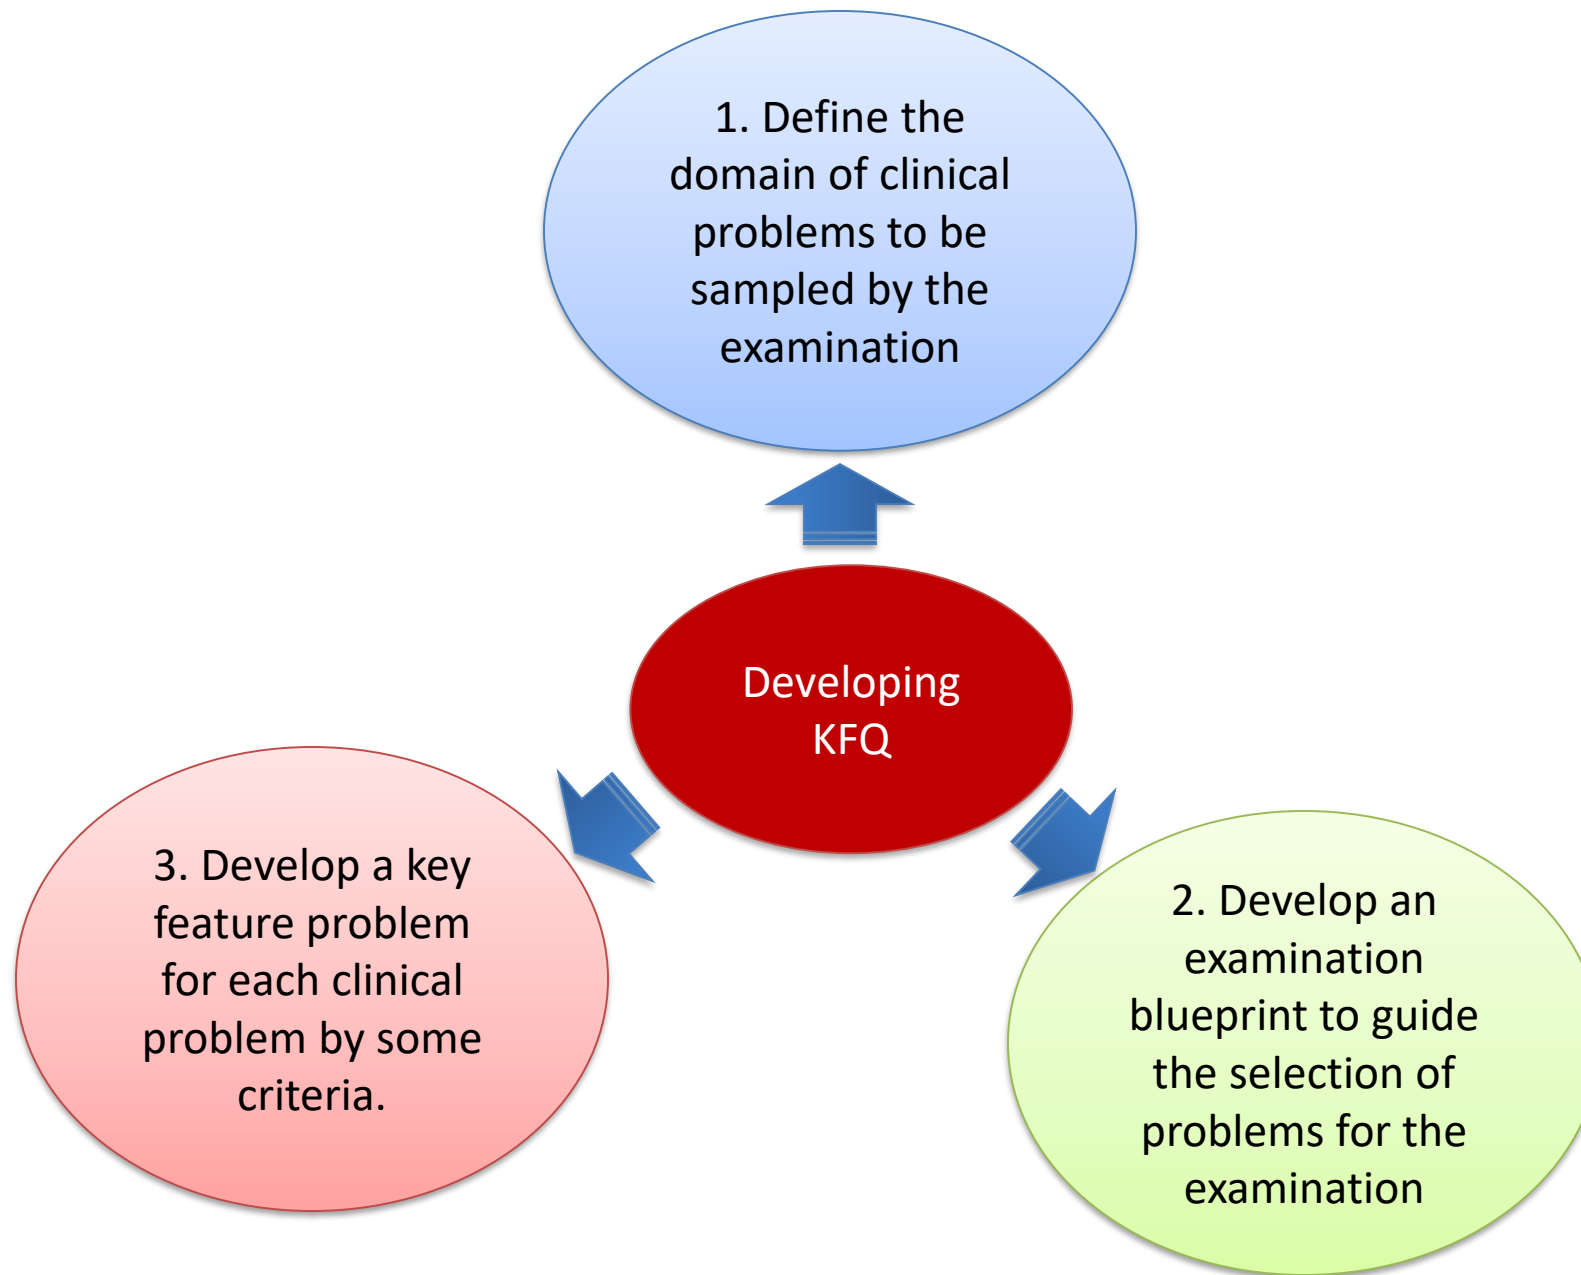 1. Define the
domain of clinical
problems to be
sampled by the
examination
Developing
KFQ
2. Develop an
examination
blueprint to guide
the selection of
problems for the
examination
3. Develop a key
feature problem
for each clinical
problem by some
criteria.